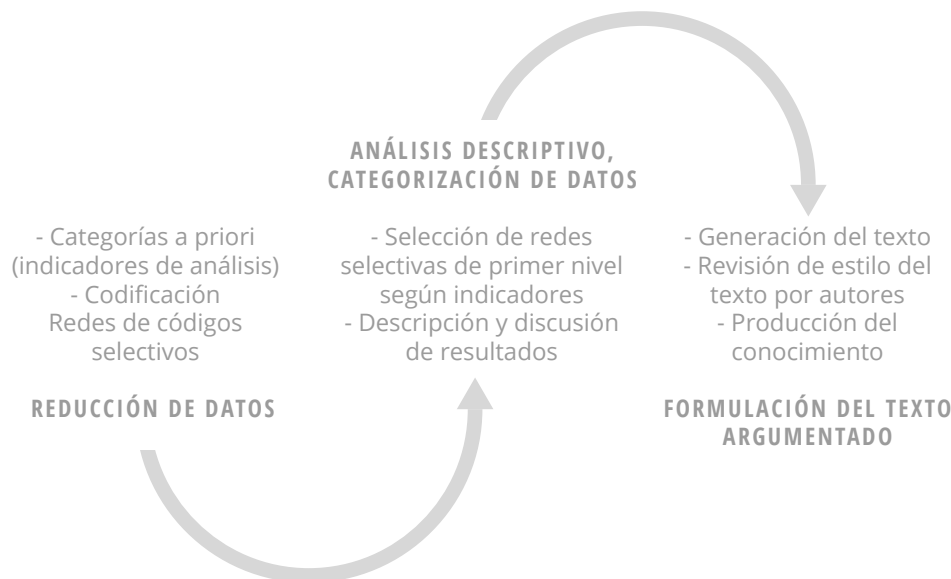 - Categorías a priori
(indicadores de análisis)
- Codificación
Redes de códigos
selectivos
REDUCCIÓN DE DATOS
ANÁLISIS DESCRIPTIVO,
CATEGORIZACIÓN DE DATOS
- Selección de redes
selectivas de primer nivel
según indicadores
- Descripción y discusión
de resultados
- Generación del texto
- Revisión de estilo del
texto por autores
- Producción del
conocimiento
FORMULACIÓN DEL TEXTO
ARGUMENTADO